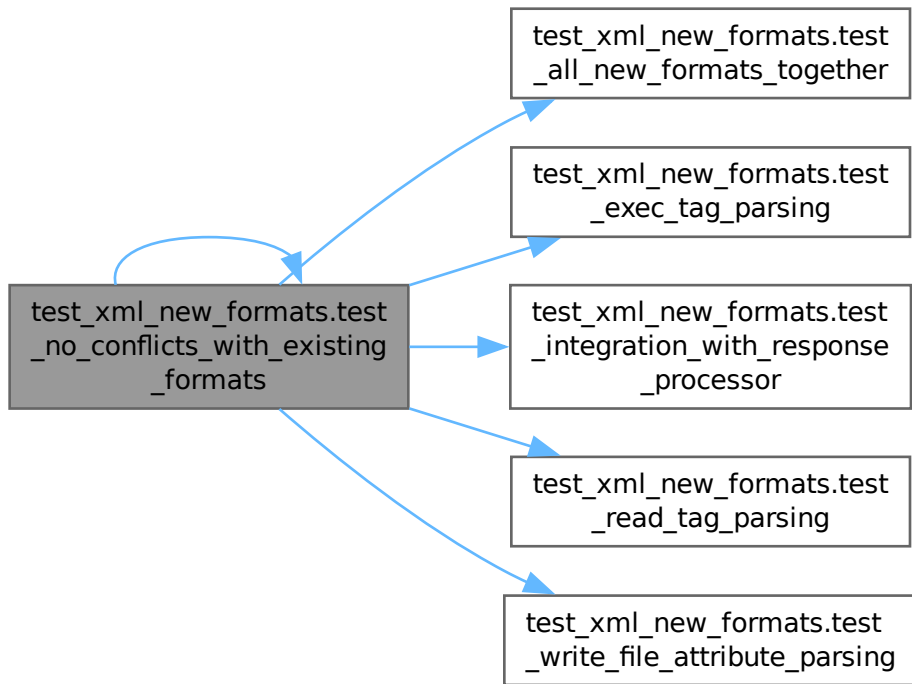 test_xml_new_formats.test
_no_conflicts_with_existing
_formats
test_xml_new_formats.test
_all_new_formats_together
test_xml_new_formats.test
_exec_tag_parsing
test_xml_new_formats.test
_integration_with_response
_processor
test_xml_new_formats.test
_read_tag_parsing
test_xml_new_formats.test
_write_file_attribute_parsing